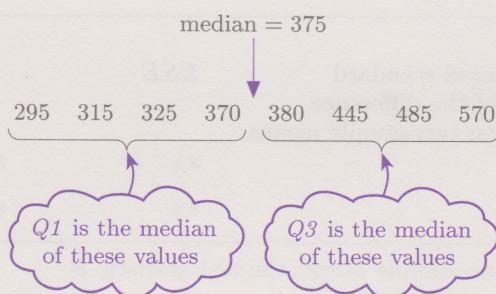 median = 375
295 315 325 370 380 445 485 570
Q1 is the median
of these values
Q3 is the median
of these values